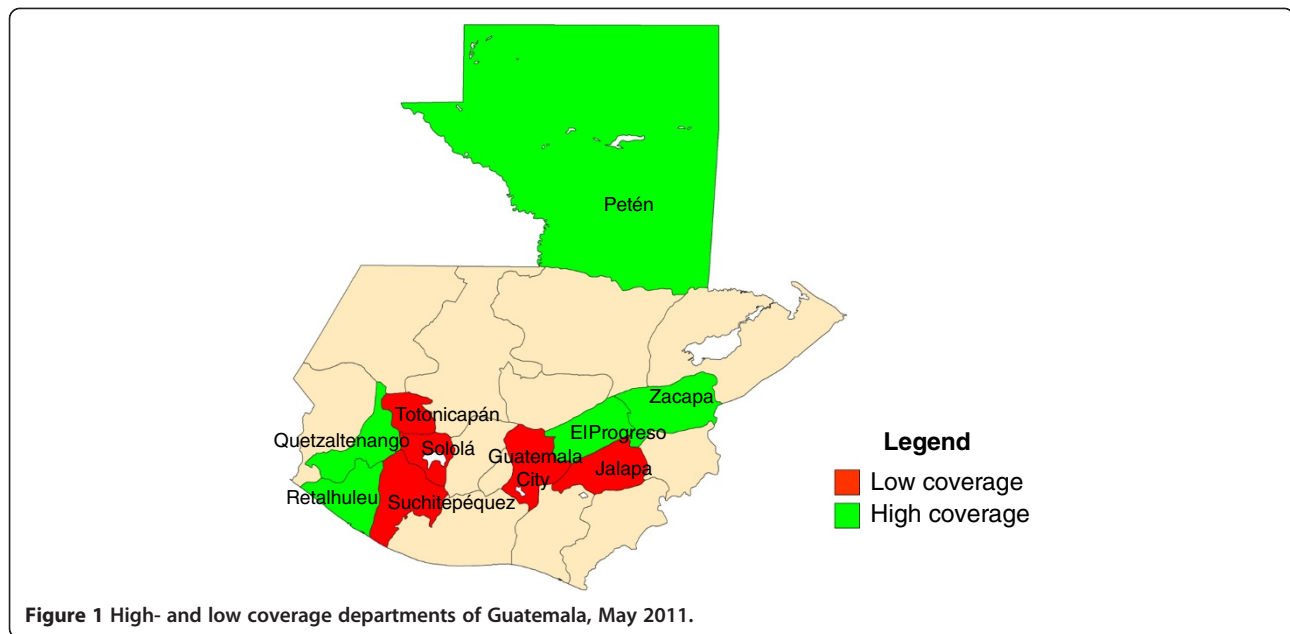 Petén
Zacapa
Totonicapán
ElProgreso
Quetzaltenango
Sololá
Guatemala
City
Jalapa
Retalhuleu
Suchitepéquez
Legend
Low coverage
High coverage
Figure 1 High- and low coverage departments of Guatemala, May 2011.